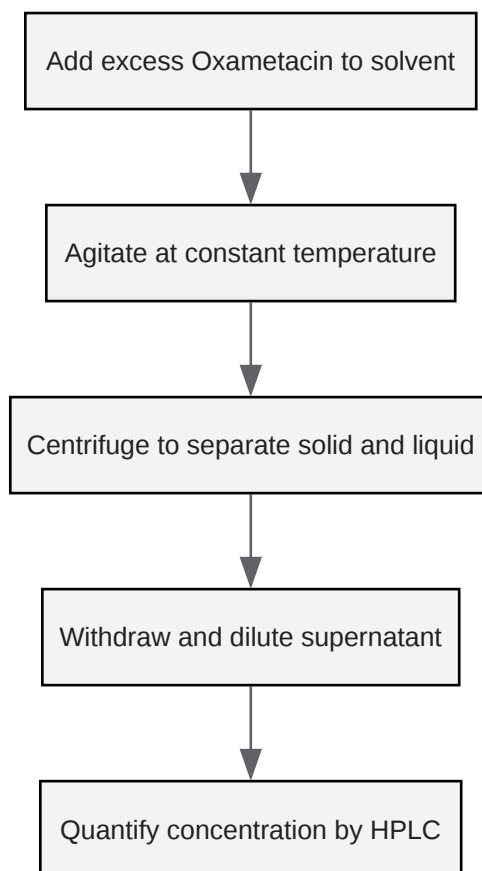 Add excess Oxametacin to solvent
Agitate at constant temperature
Centrifuge to separate solid and liquid
Withdraw and dilute supernatant
Quantify concentration by HPLC